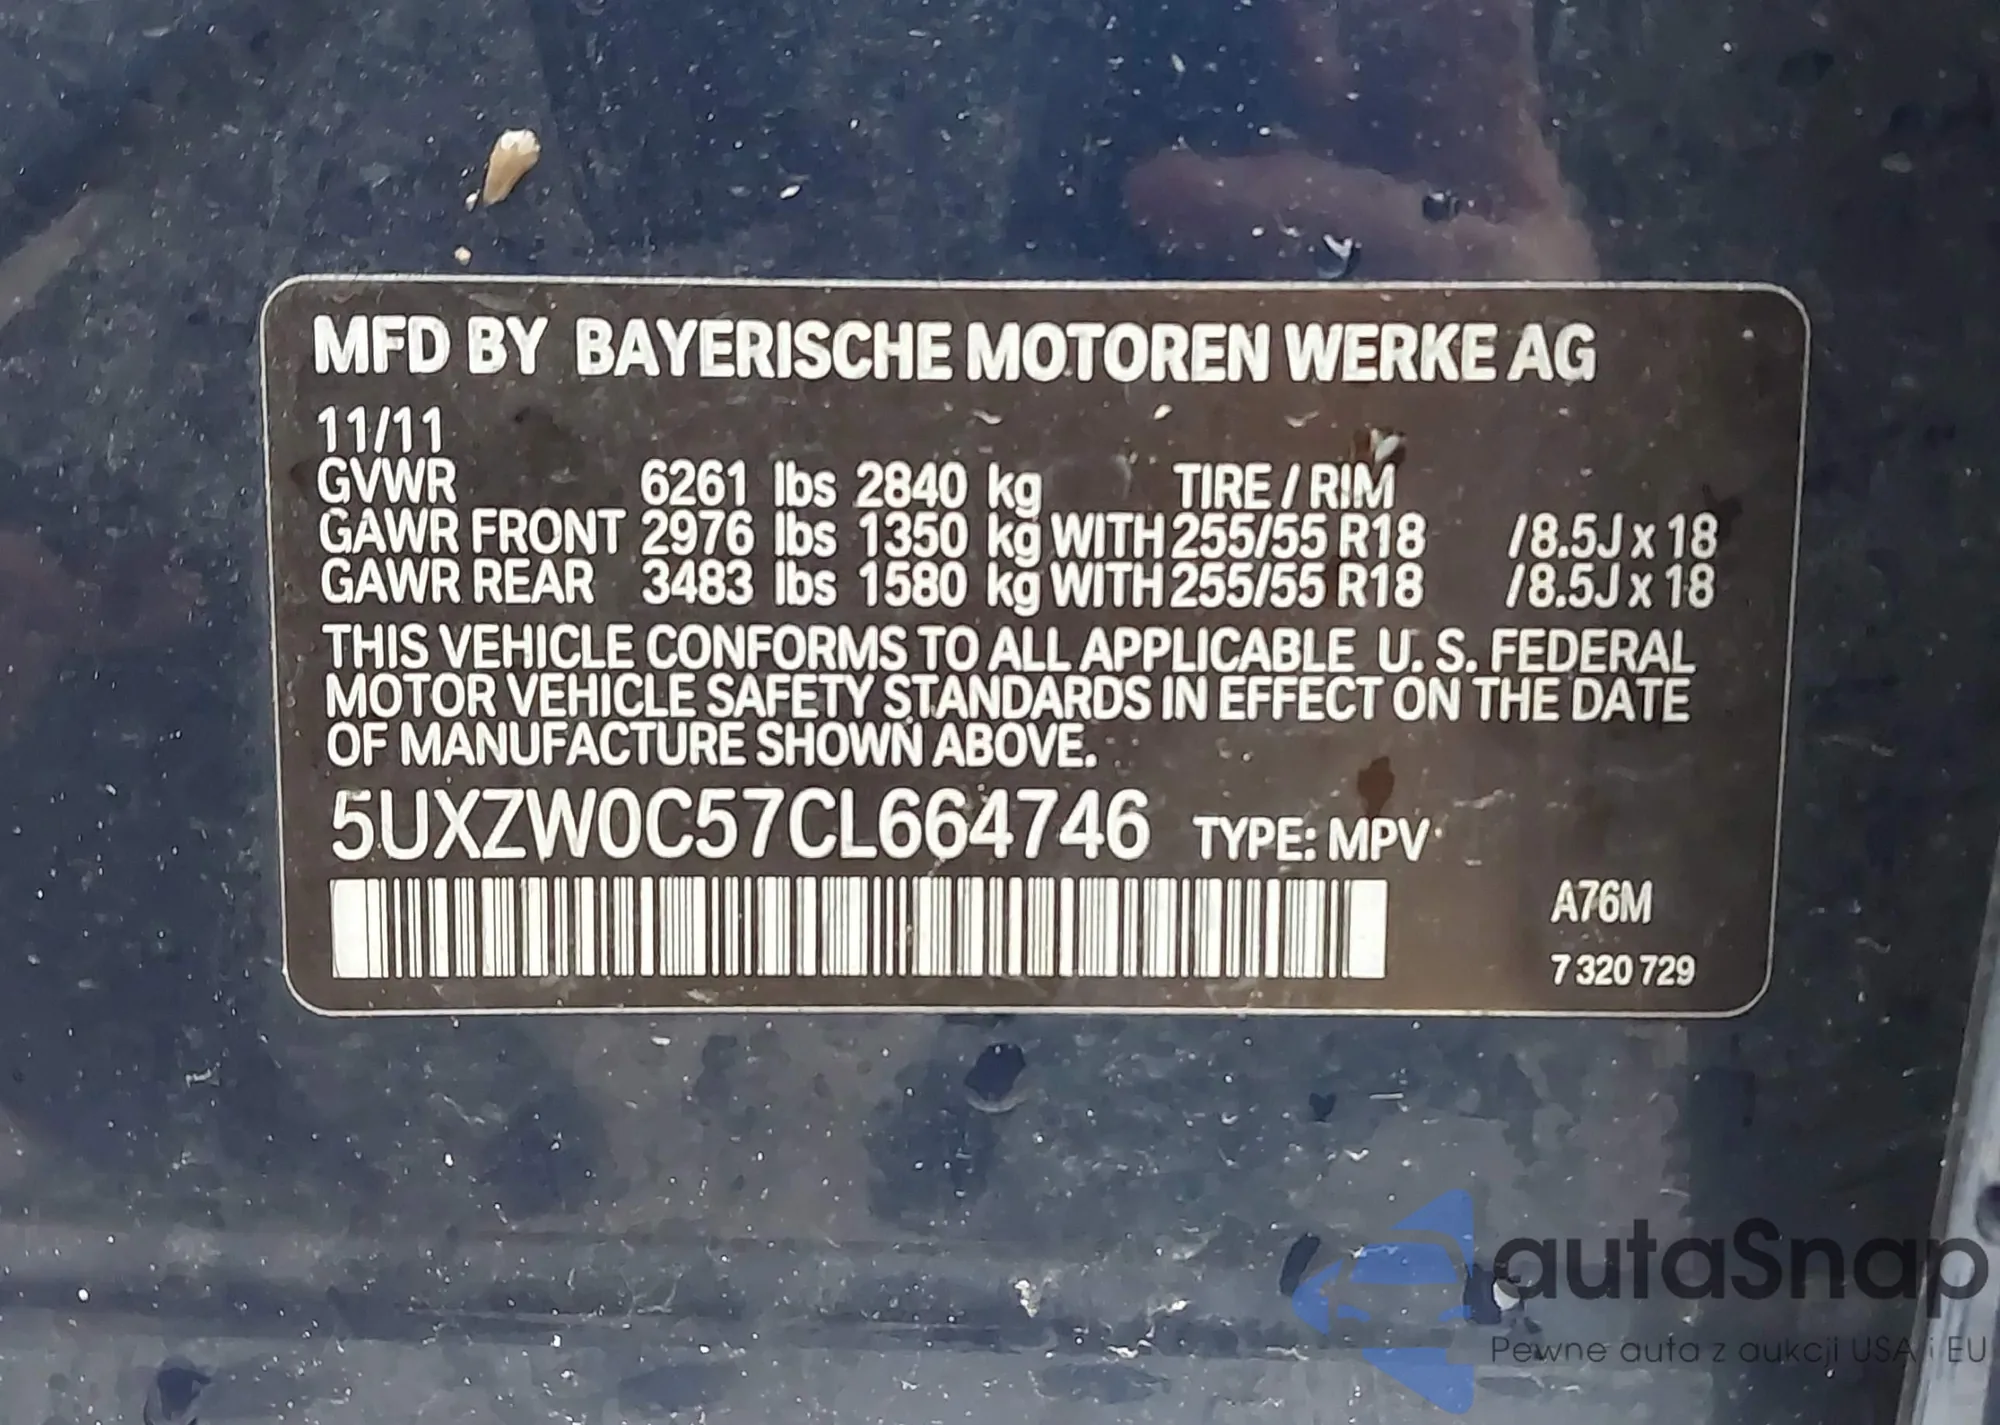 MFD BY BAYERISCHE MOTOREN WERKE AG
11/11
GVWR 6261 lbs 2840 kg TIRE / RIM
GAWR FRONT 2976 lbs 1350 kg WITH 255/55 R18 /8.5J x 18
GAWR REAR 3483 lbs 1580 kg WITH 255/55 R18 /8.5J x 18
THIS VEHICLE CONFORMS TO ALL APPLICABLE U. S. FEDERAL
MOTOR VEHICLE SAFETY STANDARDS IN EFFECT ON THE DATE
OF MANUFACTURE SHOWN ABOVE.
5UXZW0C57CL664746 TYPE: MPV
A76M
7 320 729
autaSnap
Pewne auta z aukcji USA i EU